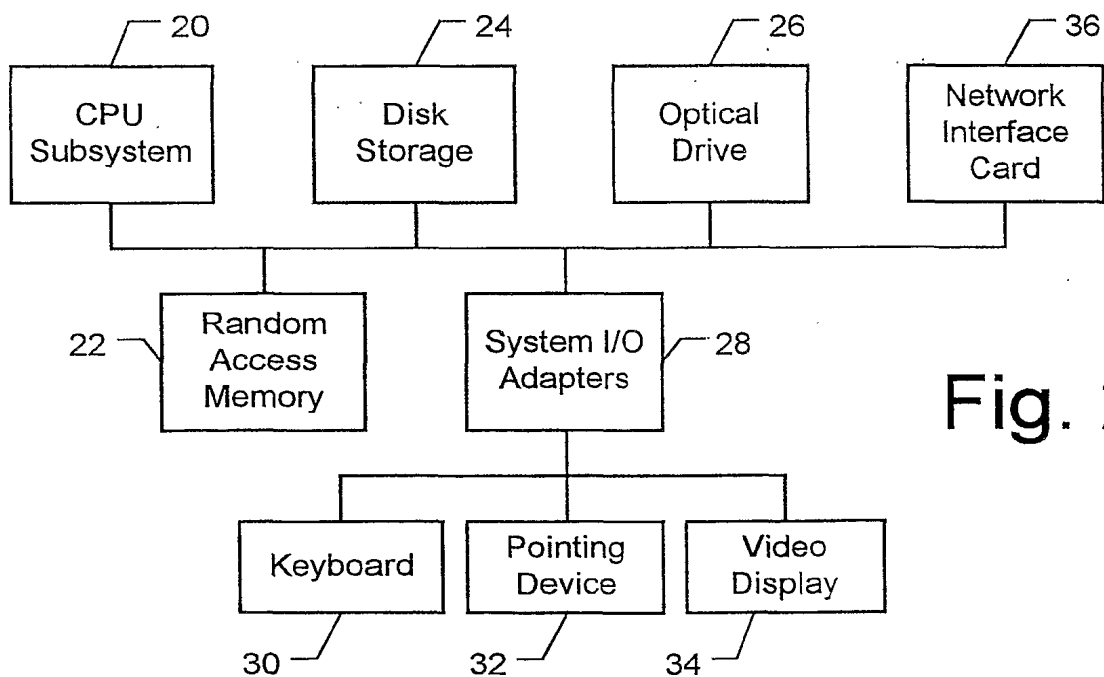 20
24
26
36
CPU
Subsystem
Disk
Storage
Optical
Drive
Network
Interface
Card
22
Random
Access
Memory
System I/O
Adapters
28
Fig.
Keyboard
Pointing
Device
Video
Display
30
32
34